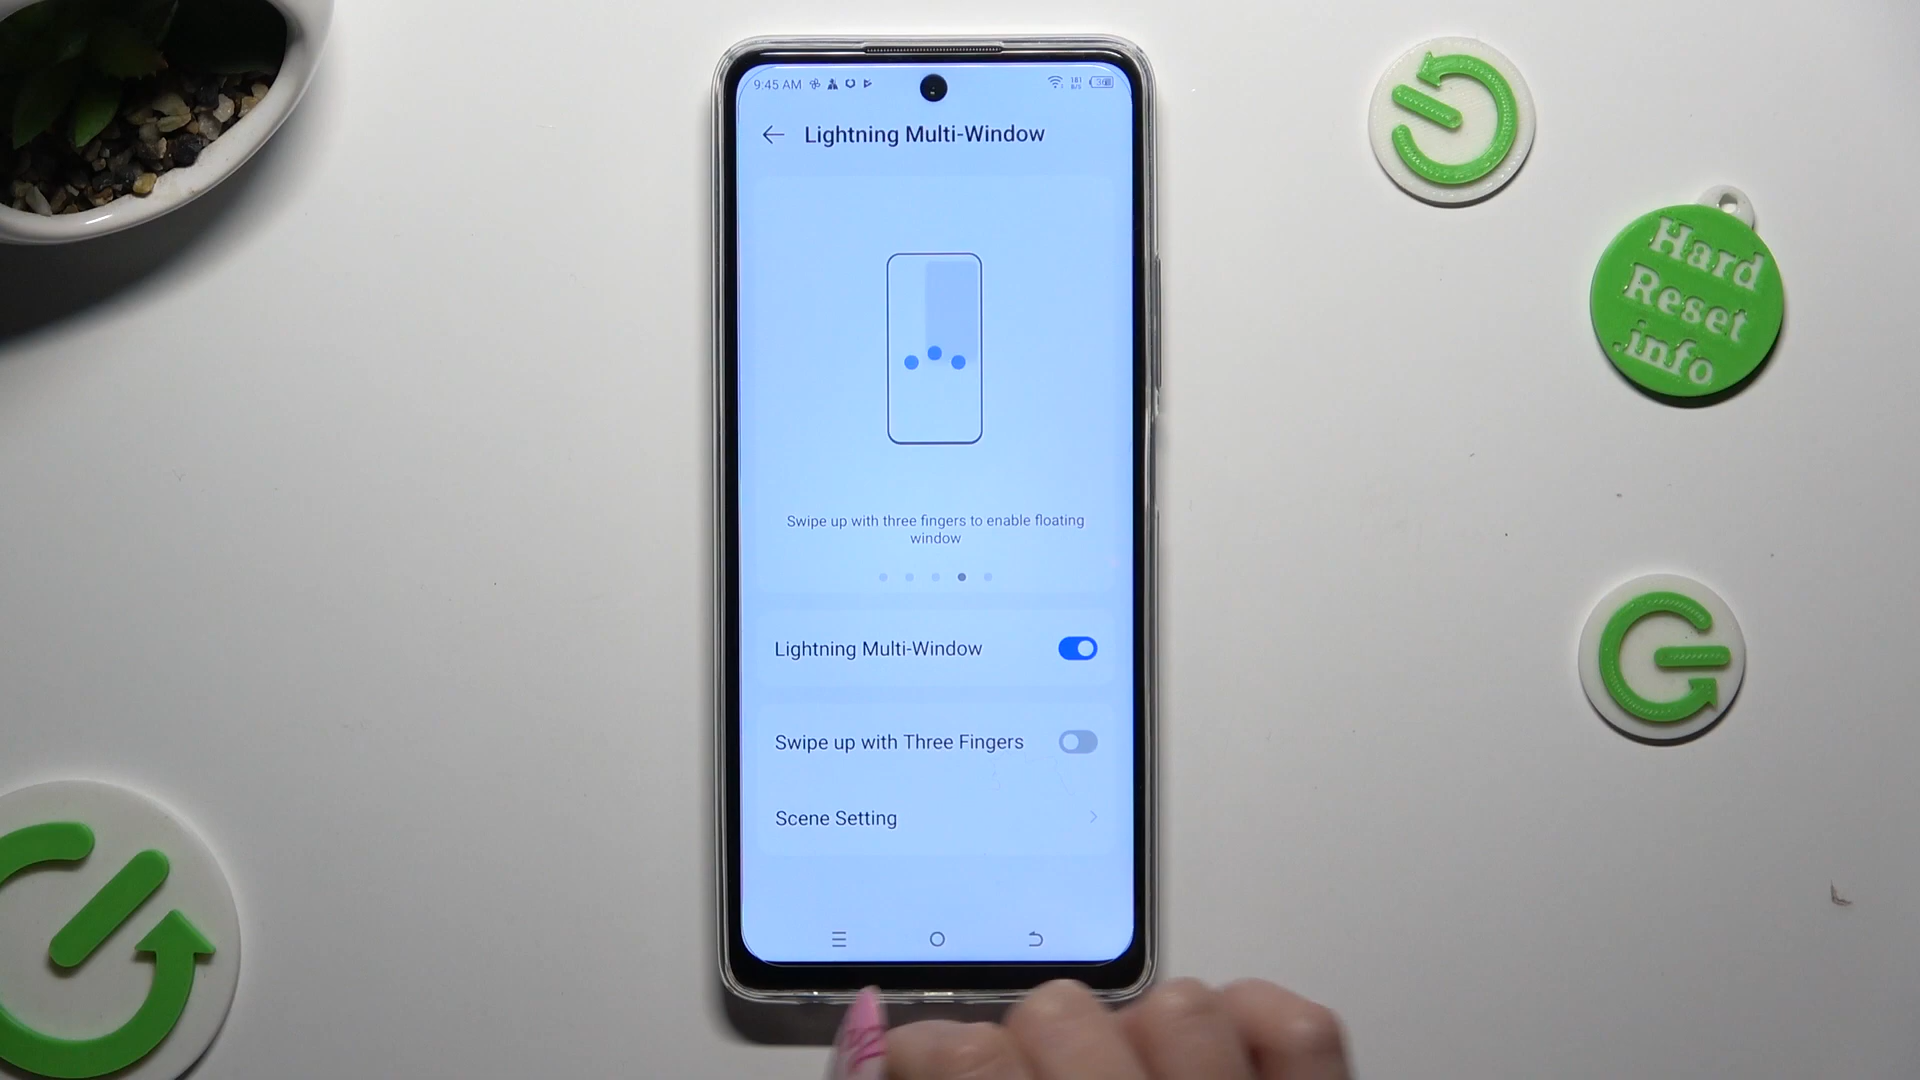 9:45 AM
Lightning Multi-Window
Swipe up with three fingers to enable floating
window
Lightning Multi-Window
Swipe up with Three Fingers
Scene Setting
Hard
Reset
.info